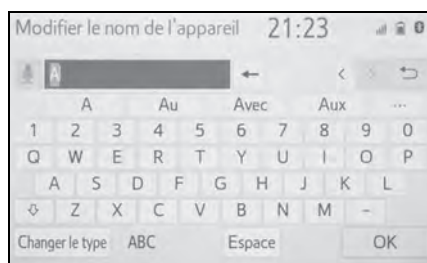 Modifier le nom de l'appareil 21:23
A
A Au Avec Aux ...
1 2 3 4 5 6 7 8 9 0
Q W E R T Y U I O P
A S D F G H J K L
Z X C V B N M -
Changer le type ABC Espace OK